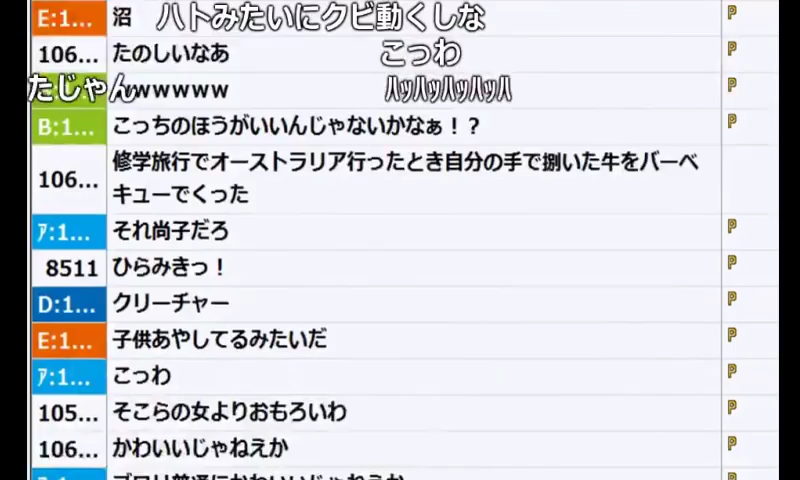 E:1... 沼 P
ハトみたいにクビ動くしな
106... たのしいなあ P
こっわ
たじゃん
wwwwww P
ﾊｯﾊｯﾊｯﾊｯﾊ
B:1... こっちのほうがいいんじゃないかなぁ！？ P
106... 修学旅行でオーストラリア行ったとき自分の手で捌いた牛をバーベ
キューでくった
ｱ:1... それ尚子だろ P
8511 ひらみきっ！ P
D:1... クリーチャー P
E:1... 子供あやしてるみたいだ P
ｱ:1... こっわ P
105... そこらの女よりおもろいわ P
106... かわいいじゃねえか P